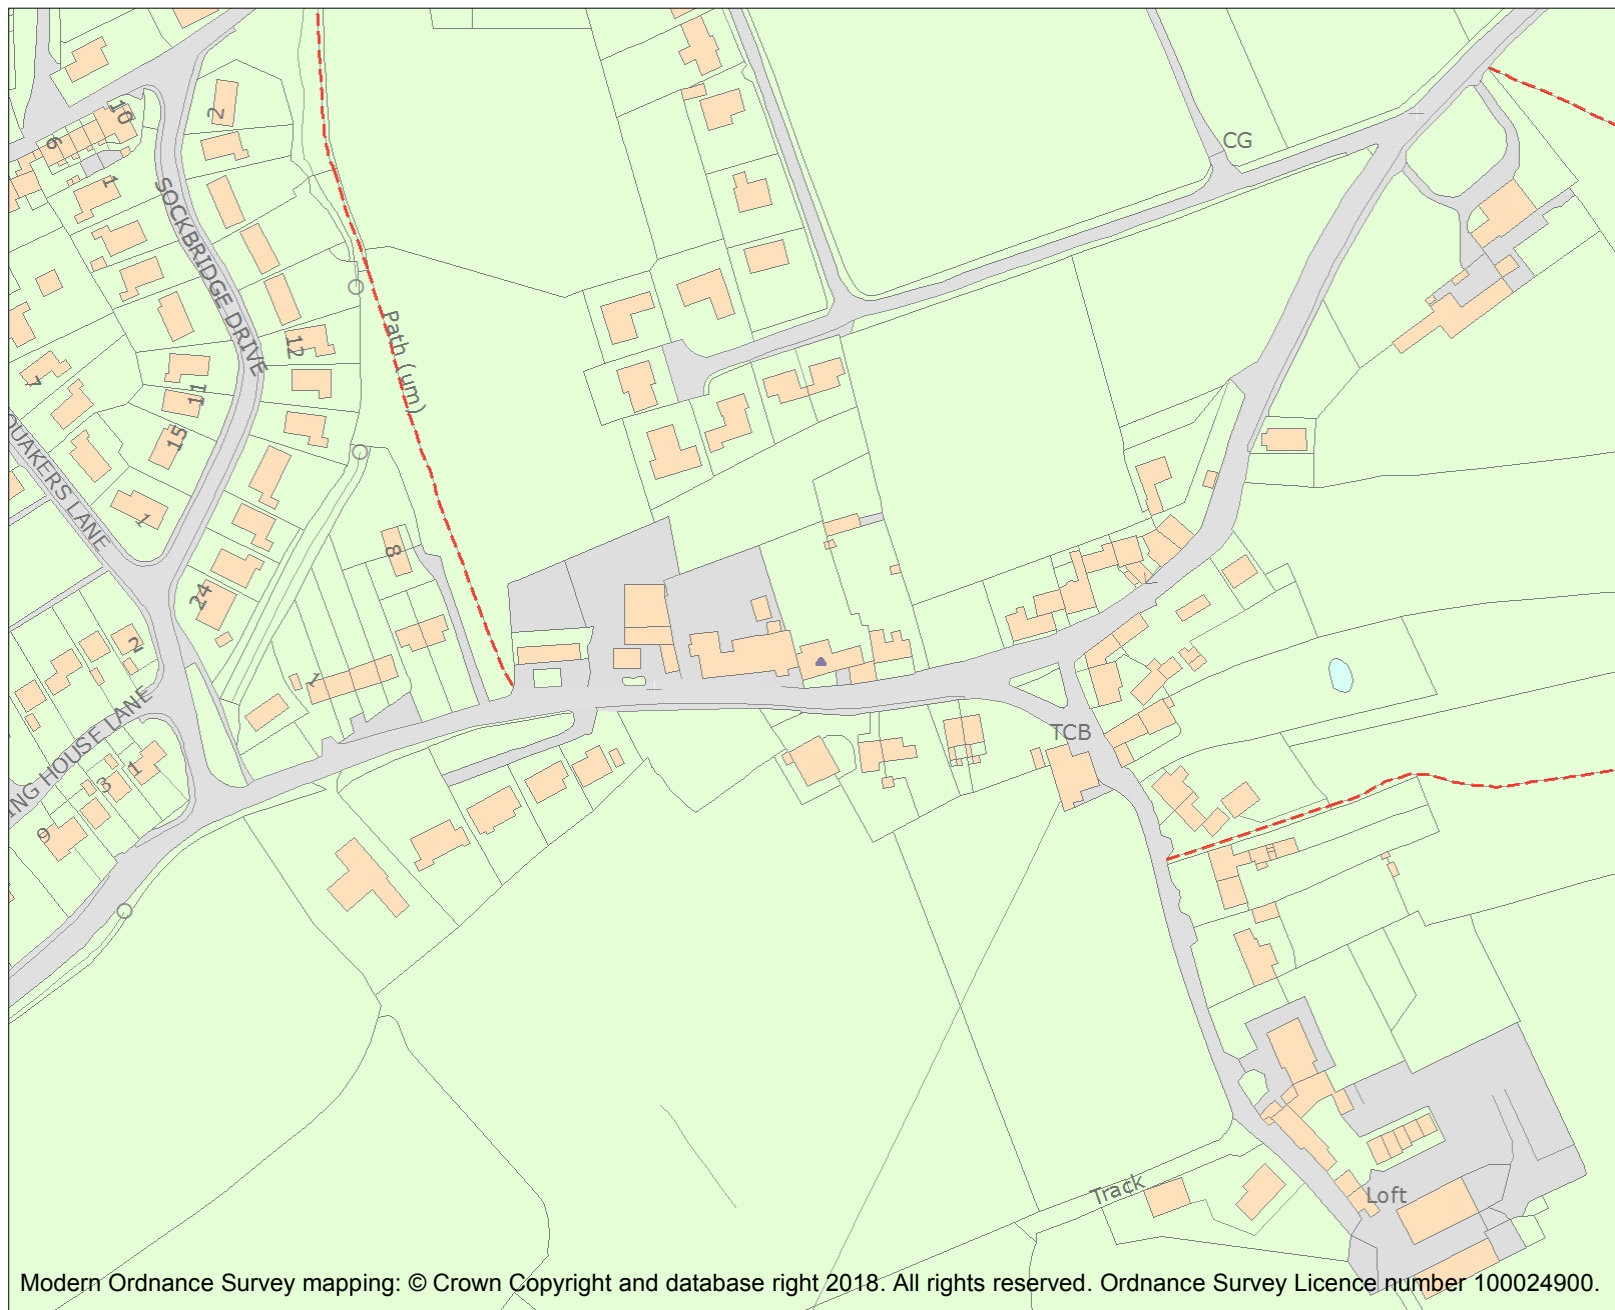 10
2
6
CG
1
SOCKBRIDGE DRIVE
Path (um)
12
7
11
15
QUAKERS LANE
1
8
24
2
1
ING HOUSE LANE
TCB
1
3
9
Track
Loft
Modern Ordnance Survey mapping: © Crown Copyright and database right 2018. All rights reserved. Ordnance Survey Licence number 100024900.